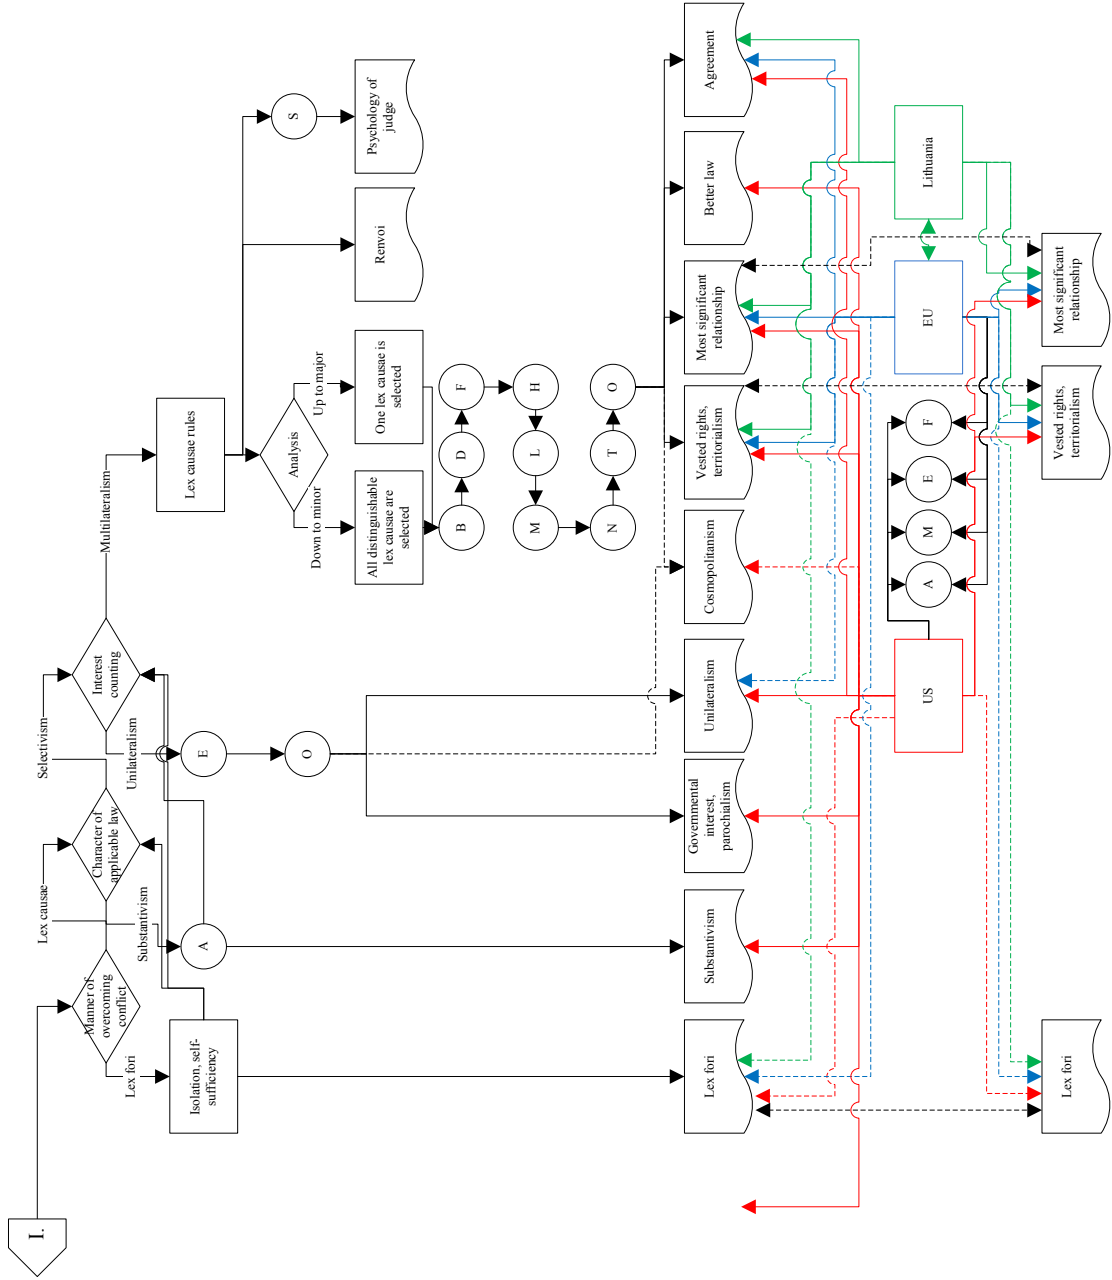 I.
Manner of
overcoming
conflict
Lex fori
Isolation, self-
sufficiency
Lex causae
Substantivism
A
Character of
applicable law
Selectivism
Unilateralism
E
O
Interest
counting
Multilateralism
Lex causae rules
Analysis
Down to minor
Up to major
All distinguishable
lex causae are
selected
One lex causae is
selected
Renvoi
S
Psychology of
judge
B
D
F
H
L
M
N
T
O
Lex fori
Substantivism
Governmental
interest,
parochialism
Unilateralism
Cosmopolitanism
Vested rights,
territorialism
Most significant
relationship
Better law
Agreement
US
A
M
E
F
EU
Lithuania
Lex fori
Vested rights,
territorialism
Most significant
relationship